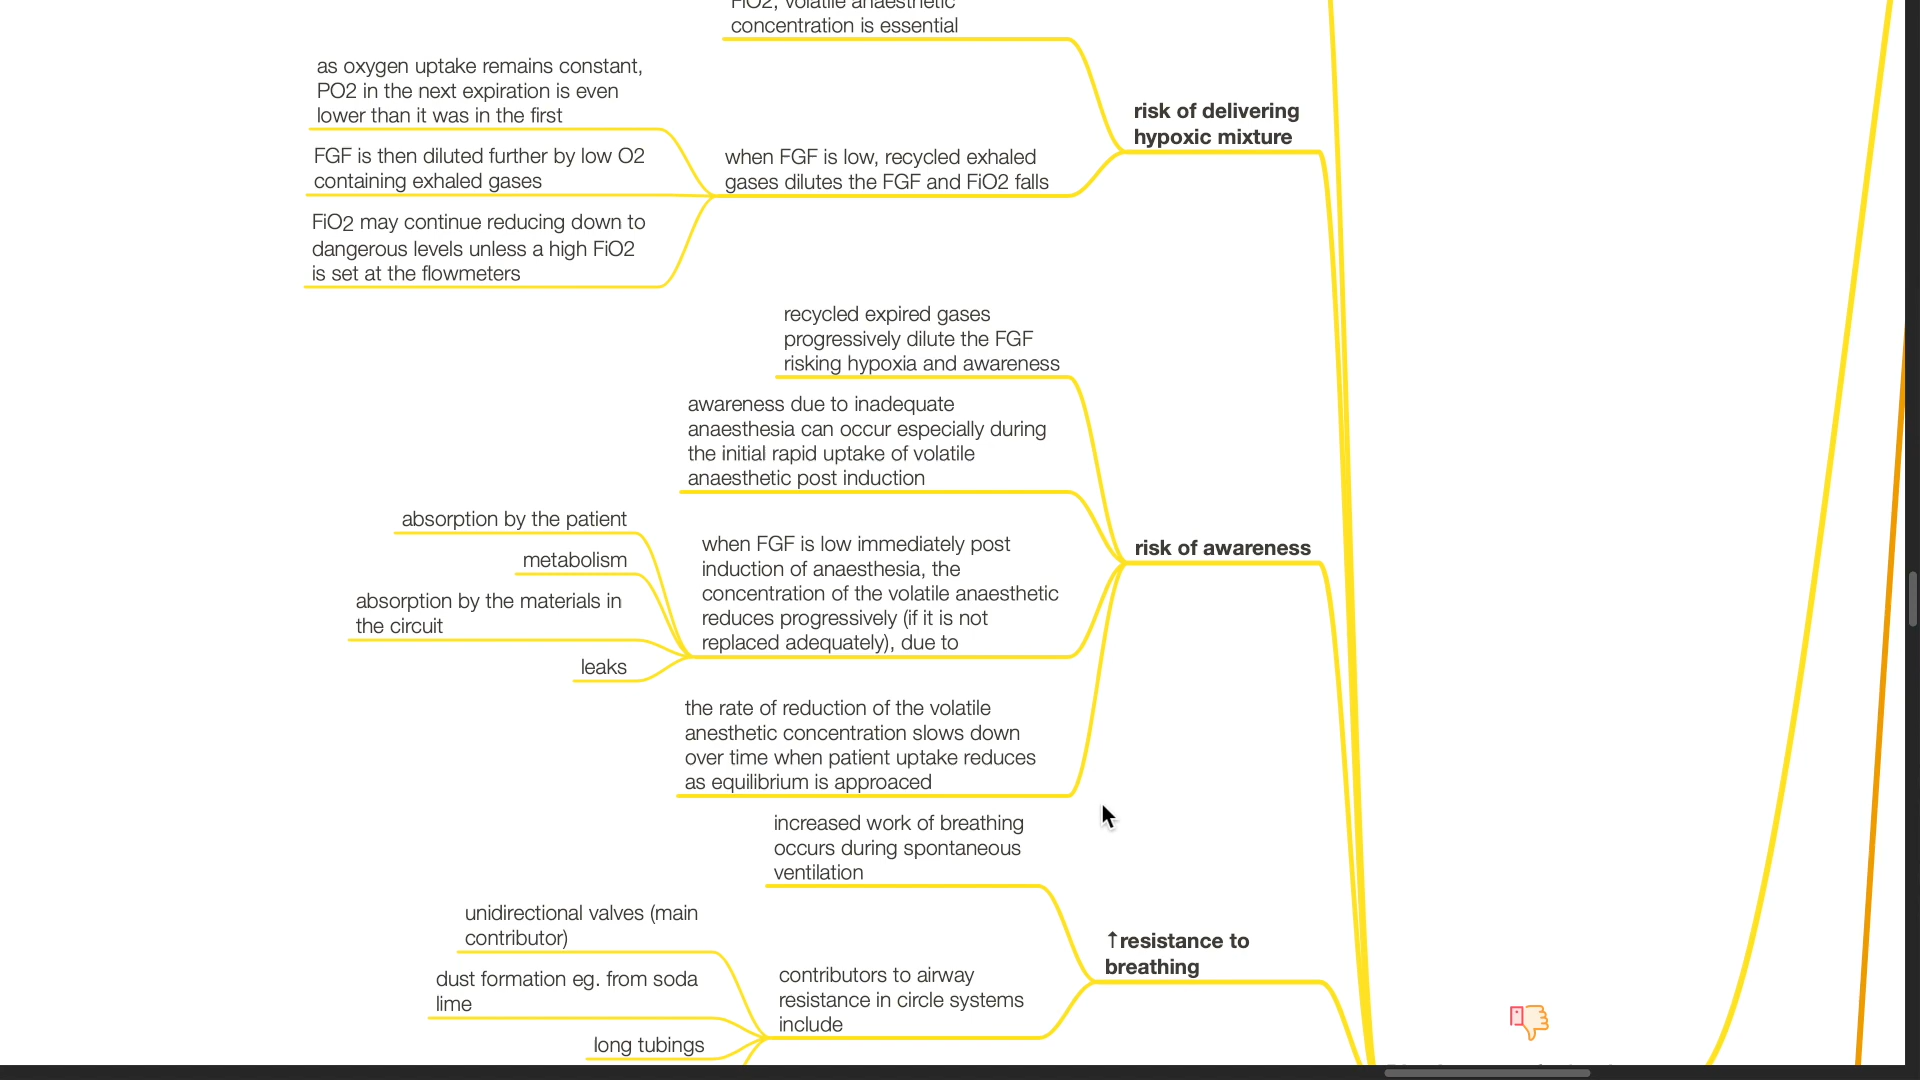 FiO2, volatile anaesthetic
concentration is essential
risk of delivering
hypoxic mixture
as oxygen uptake remains constant,
PO2 in the next expiration is even
lower than it was in the first
FGF is then diluted further by low O2
containing exhaled gases
FiO2 may continue reducing down to
dangerous levels unless a high FiO2
is set at the flowmeters
when FGF is low, recycled exhaled
gases dilutes the FGF and FiO2 falls
recycled expired gases
progressively dilute the FGF
risking hypoxia and awareness
awareness due to inadequate
anaesthesia can occur especially during
the initial rapid uptake of volatile
anaesthetic post induction
risk of awareness
absorption by the patient
metabolism
absorption by the materials in
the circuit
leaks
when FGF is low immediately post
induction of anaesthesia, the
concentration of the volatile anaesthetic
reduces progressively (if it is not
replaced adequately), due to
the rate of reduction of the volatile
anesthetic concentration slows down
over time when patient uptake reduces
as equilibrium is approaced
increased work of breathing
occurs during spontaneous
ventilation
↑resistance to
breathing
unidirectional valves (main
contributor)
dust formation eg. from soda
lime
long tubings
contributors to airway
resistance in circle systems
include